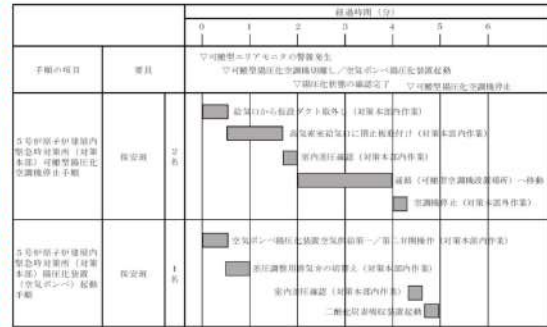 経過時間(分)
0 1 2 3 4 5 6
手順の項目
要員
▽可搬型エリアモニタの警報発生
▽可搬型陽圧化空調機切離し/空気ボンベ陽圧化装置起動
▽陽圧化状態の確認完了
▽可搬型陽圧化空調機停止
5号炉原子炉建屋内
緊急時対策所(対策
本部)可搬型陽圧化
空調機停止手順
保安班
2
名
給気口から仮設ダクト取外し(対策本部内作業)
給気口に閉止板取付け(対策本部内作業)
室内差圧確認(対策本部内作業)
通路(可搬型空調機設置場所)へ移動
空調機停止(対策本部外作業)
5号炉原子炉建屋内
緊急時対策所(対策
本部)陽圧化装置
(空気ボンベ)起動
手順
保安班
1
名
空気ボンベ陽圧化装置空気供給第一/第二弁開操作(対策本部内作業)
差圧調整用排気弁の切替え(対策本部内作業)
室内差圧確認(対策本部内作業)
二酸化炭素吸収装置起動